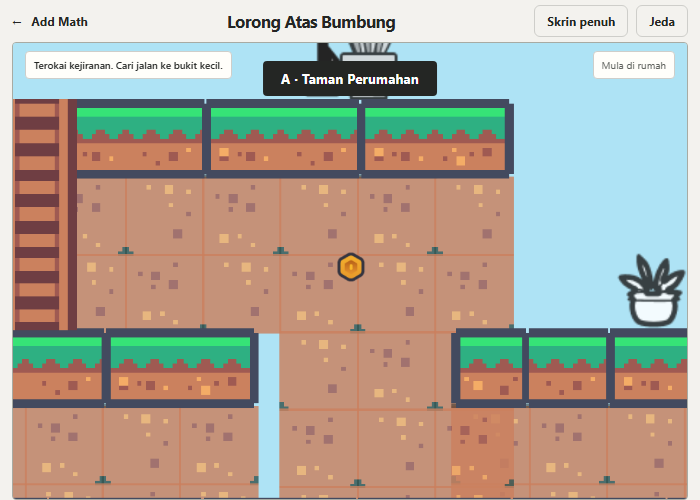 ← Add Math
Lorong Atas Bumbung
Skrin penuh
Jeda
Terokai kejiranan. Cari jalan ke bukit kecil.
A · Taman Perumahan
Mula di rumah